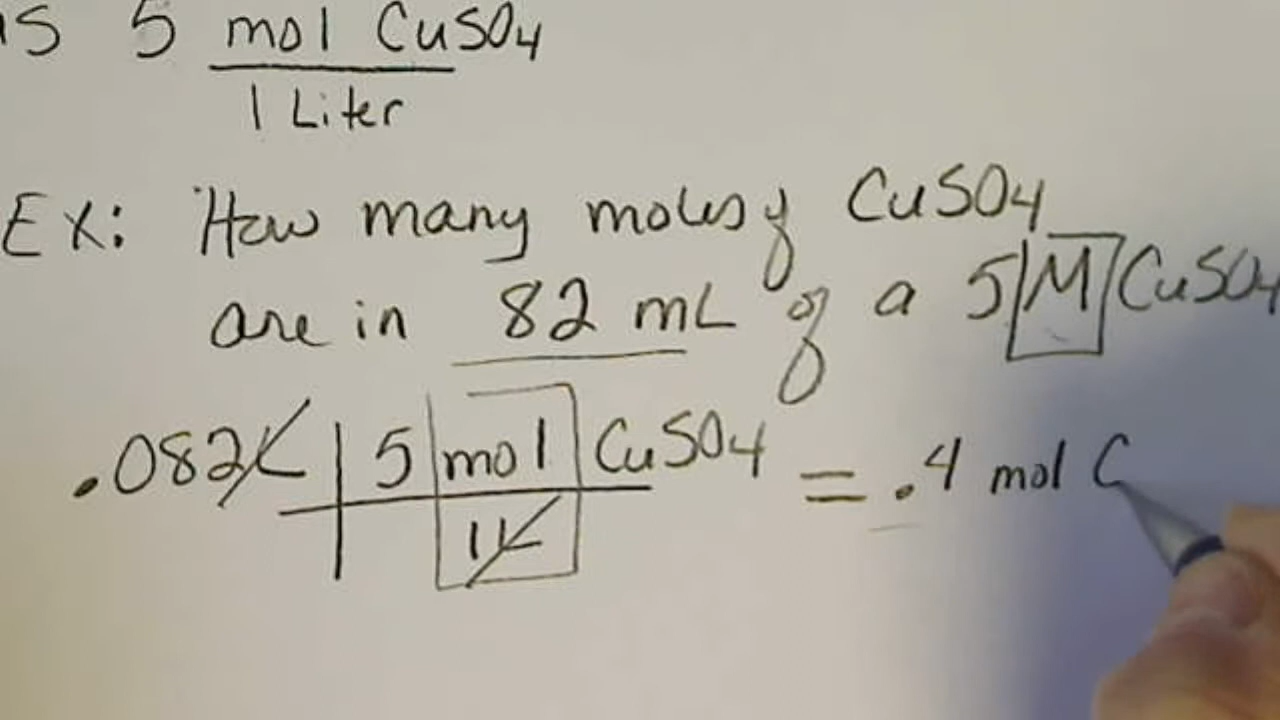 is 5 mol CuSO4
1 Liter
Ex: How many moles of CuSO4
are in 82 mL of a 5 M CuSO4
.082 L 5 mol CuSO4 = .4 mol C
1 L